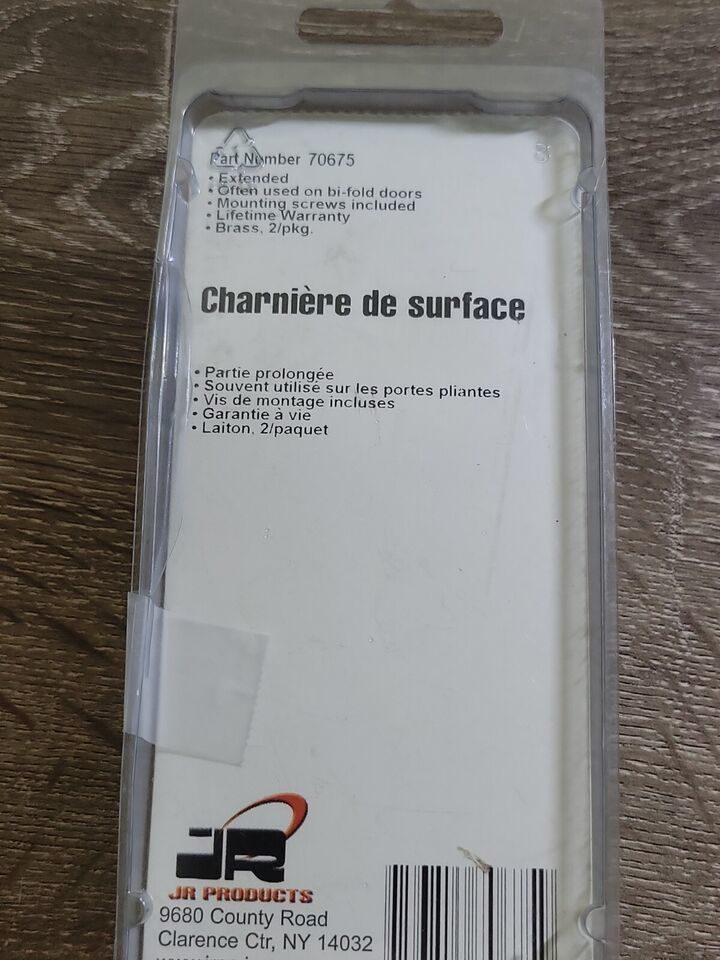 Part Number 70675
• Extended
• Often used on bi-fold doors
• Mounting screws included
• Lifetime Warranty
• Brass, 2/pkg.
Charnière de surface
• Partie prolongée
• Souvent utilisé sur les portes pliantes
• Vis de montage incluses
• Garantie à vie
• Laiton, 2/paquet
JR
JR PRODUCTS
9680 County Road
Clarence Ctr, NY 14032